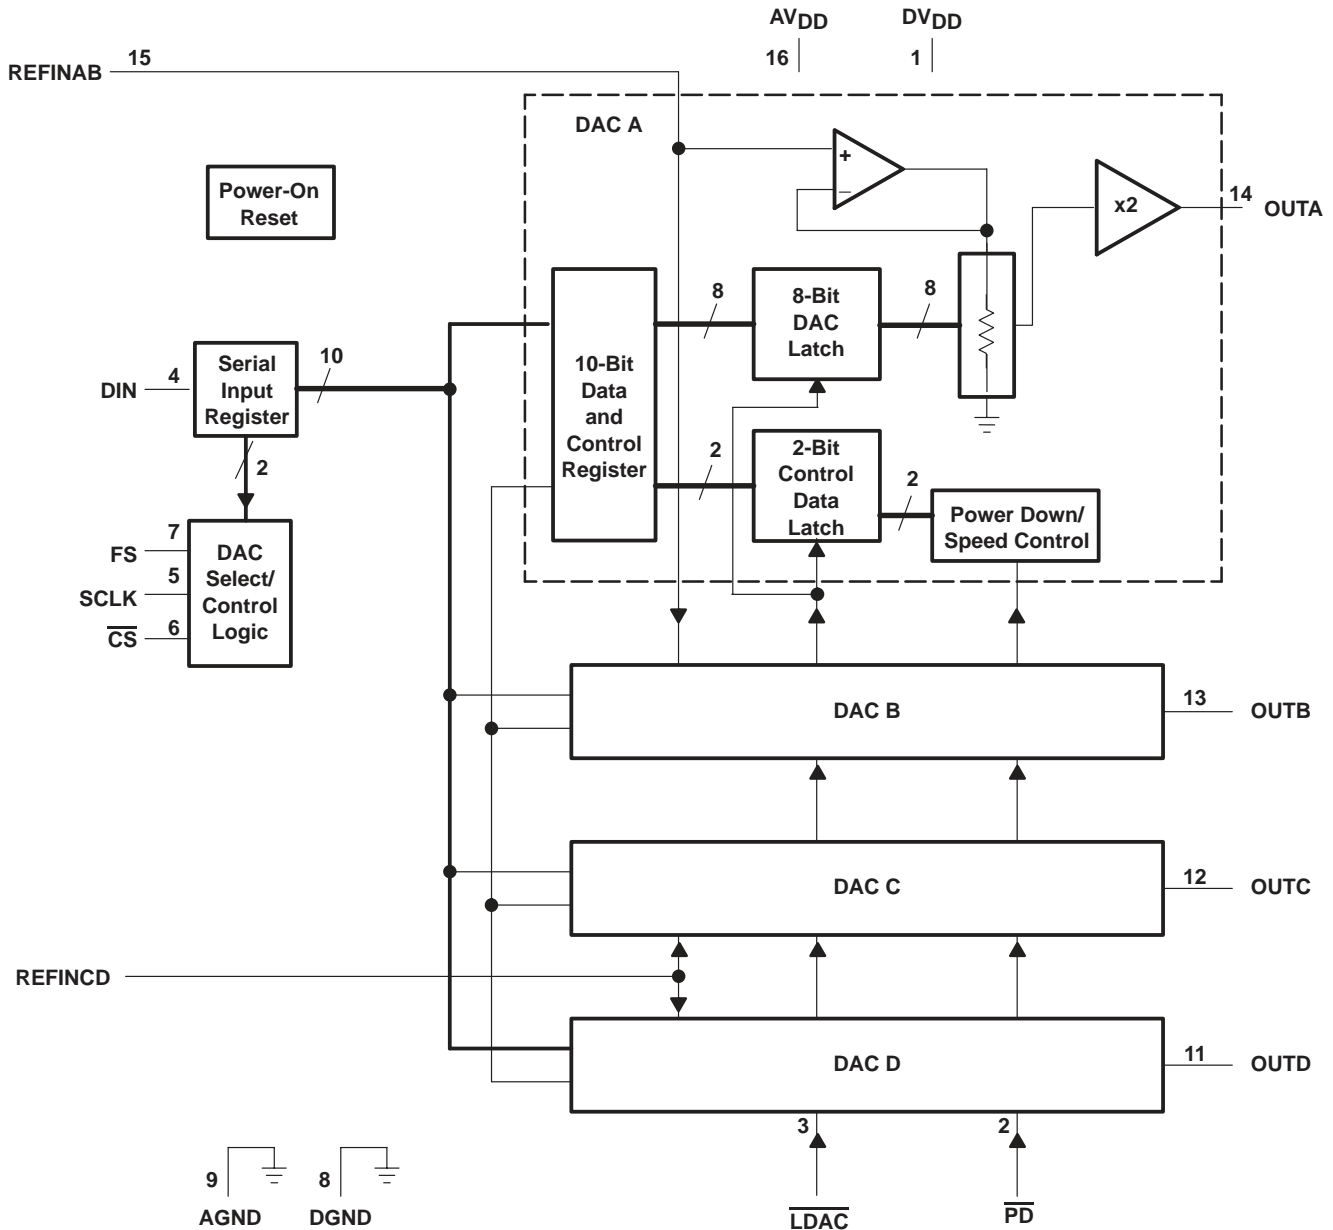 AVDD
DVDD
16
1
REFINAB
15
DAC A
+
−
x2
14
OUTA
Power-On
Reset
8
8-Bit
DAC
Latch
8
Serial
Input
Register
DIN
4
10
2
10-Bit
Data
and
Control
Register
2
2-Bit
Control
Data
Latch
2
Power Down/
Speed Control
FS
7
SCLK
5
CS
6
DAC
Select/
Control
Logic
DAC B
13
OUTB
DAC C
12
OUTC
REFINCD
DAC D
11
OUTD
3
2
9
8
AGND
DGND
LDAC
PD